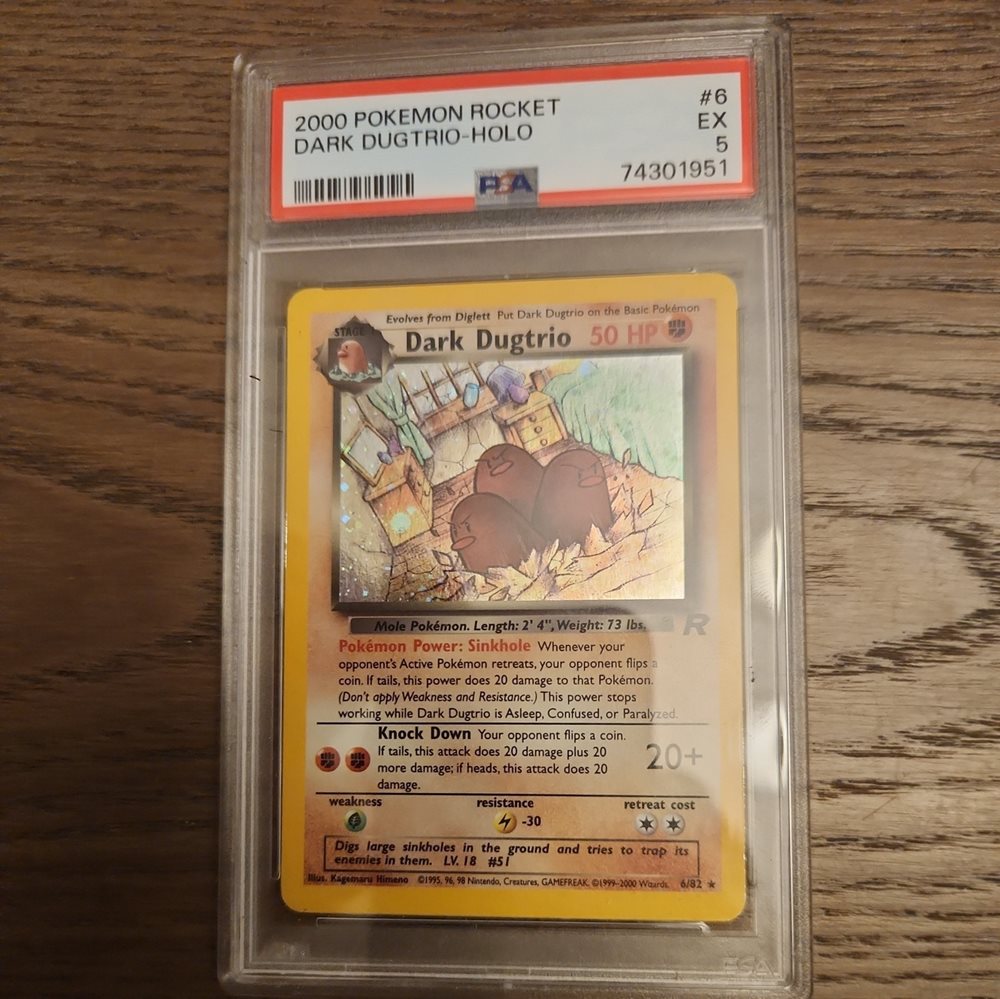 2000 POKEMON ROCKET #6
DARK DUGTRIO-HOLO EX
5
74301951
PSA
Evolves from Diglett Put Dark Dugtrio on the Basic Pokémon
STAGE 1
Dark Dugtrio 50 HP
Mole Pokémon. Length: 2' 4", Weight: 73 lbs.
R
Pokémon Power: Sinkhole Whenever your
opponent's Active Pokémon retreats, your opponent flips a
coin. If tails, this power does 20 damage to that Pokémon.
(Don't apply Weakness and Resistance.) This power stops
working while Dark Dugtrio is Asleep, Confused, or Paralyzed.
Knock Down Your opponent flips a coin.
If tails, this attack does 20 damage plus 20
more damage; if heads, this attack does 20
damage.
20+
weakness resistance retreat cost
-30
Digs large sinkholes in the ground and tries to trap its
enemies in them. LV. 18 #51
Illus. Kagemaru Himeno ©1995, 96, 98 Nintendo, Creatures, GAMEFREAK. ©1999-2000 Wizards. 6/82 ★
PSA